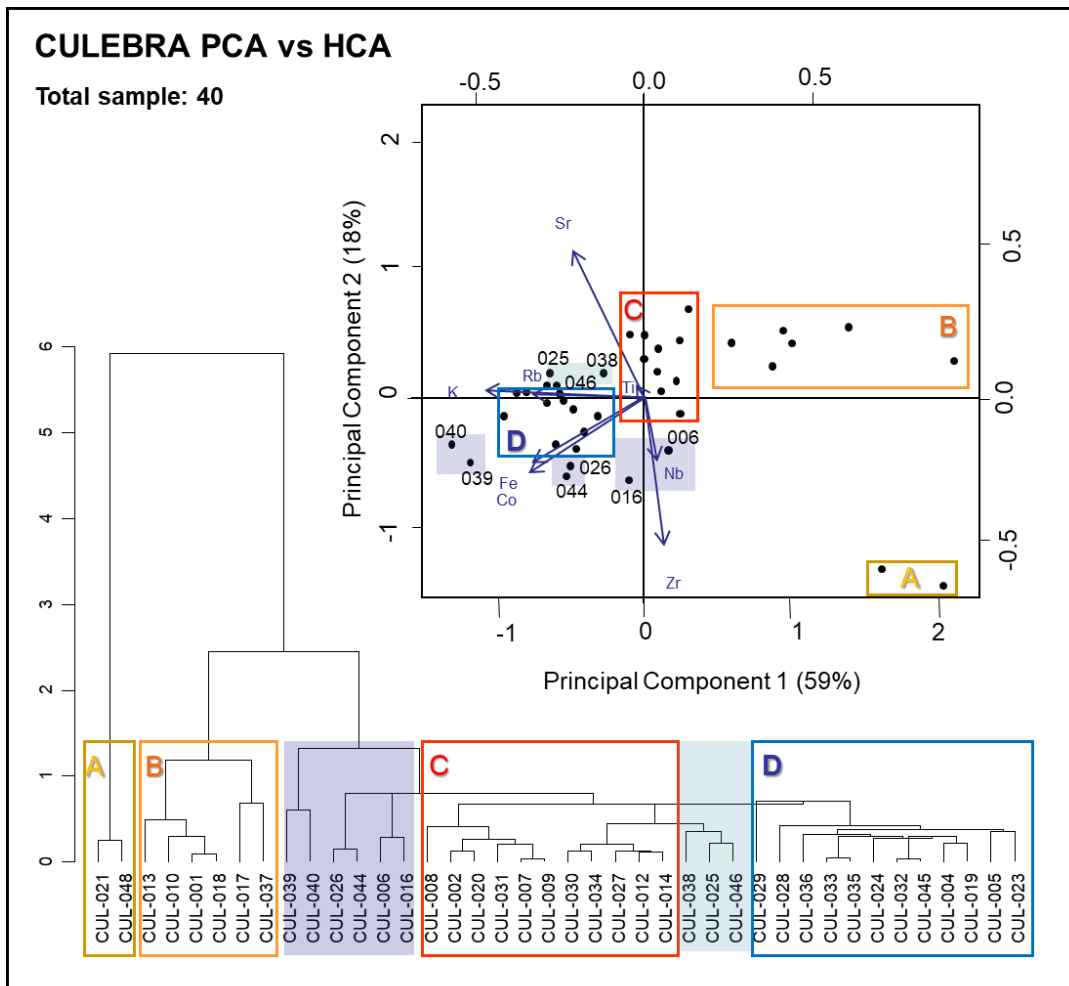 CULEBRA PCA vs HCA
Total sample: 40
-0.5
0.0
0.5
2
1
0
-1
Principal Component 2 (18%)
0.5
0.0
-0.5
Sr
C
B
025
038
Rb
046
Ti
K
D
040
039
026
044
Fe
Co
006
016
Nb
Zr
A
-1
0
1
2
Principal Component 1 (59%)
6
5
4
3
2
1
0
A
B
C
D
CUL-021
CUL-048
CUL-013
CUL-010
CUL-001
CUL-018
CUL-017
CUL-037
CUL-039
CUL-040
CUL-026
CUL-044
CUL-006
CUL-016
CUL-008
CUL-002
CUL-020
CUL-031
CUL-007
CUL-009
CUL-030
CUL-034
CUL-027
CUL-012
CUL-014
CUL-038
CUL-025
CUL-046
CUL-029
CUL-028
CUL-036
CUL-033
CUL-035
CUL-024
CUL-032
CUL-045
CUL-004
CUL-019
CUL-005
CUL-023